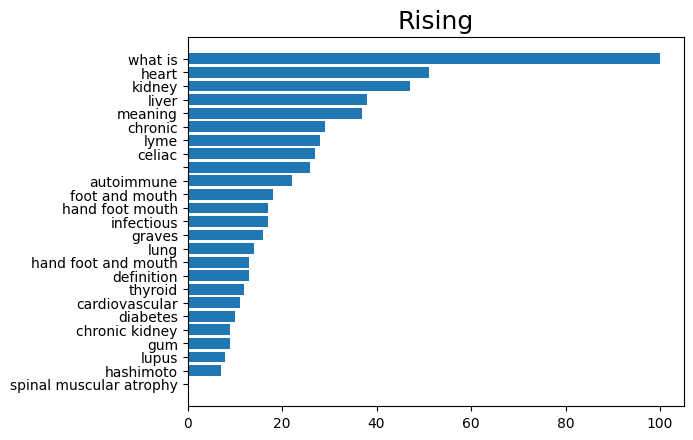 Rising
what is
heart
kidney
liver
meaning
chronic
lyme
celiac
autoimmune
foot and mouth
hand foot mouth
infectious
graves
lung
hand foot and mouth
definition
thyroid
cardiovascular
diabetes
chronic kidney
gum
lupus
hashimoto
spinal muscular atrophy
0 20 40 60 80 100